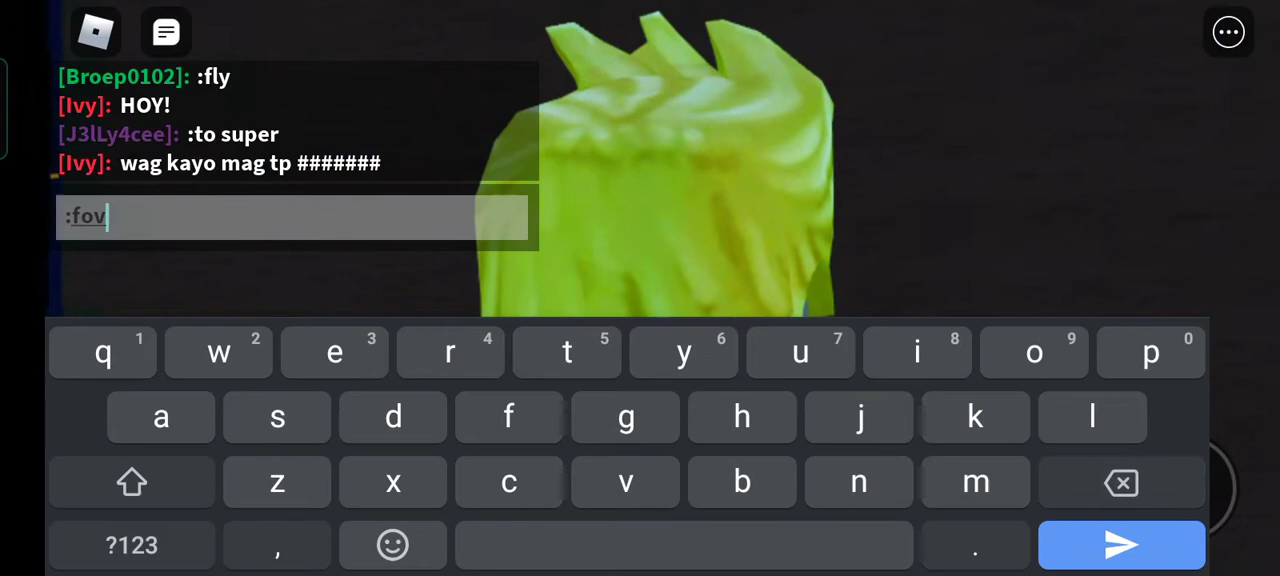 [Broep0102]: :fly
[Ivy]: HOY!
[J3lLy4cee]: :to super
[Ivy]: wag kayo mag tp #######
:fov
q 1 w 2 e 3 r 4 t 5 y 6 u 7 i 8 o 9 p 0
a s d f g h j k l
z x c v b n m
?123 , .